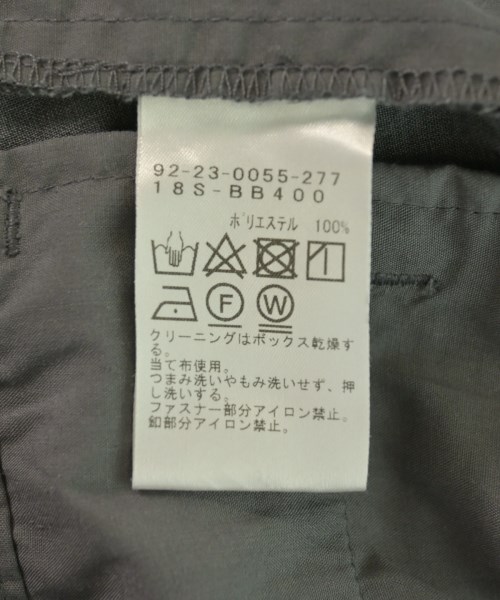 92-23-0055-277
18S-BB400
ポリエステル 100%
F
W
クリーニングはボックス乾燥す
る。
当て布使用。
つまみ洗いやもみ洗いせず、押
し洗いする。
ファスナー部分アイロン禁止。
釦部分アイロン禁止。